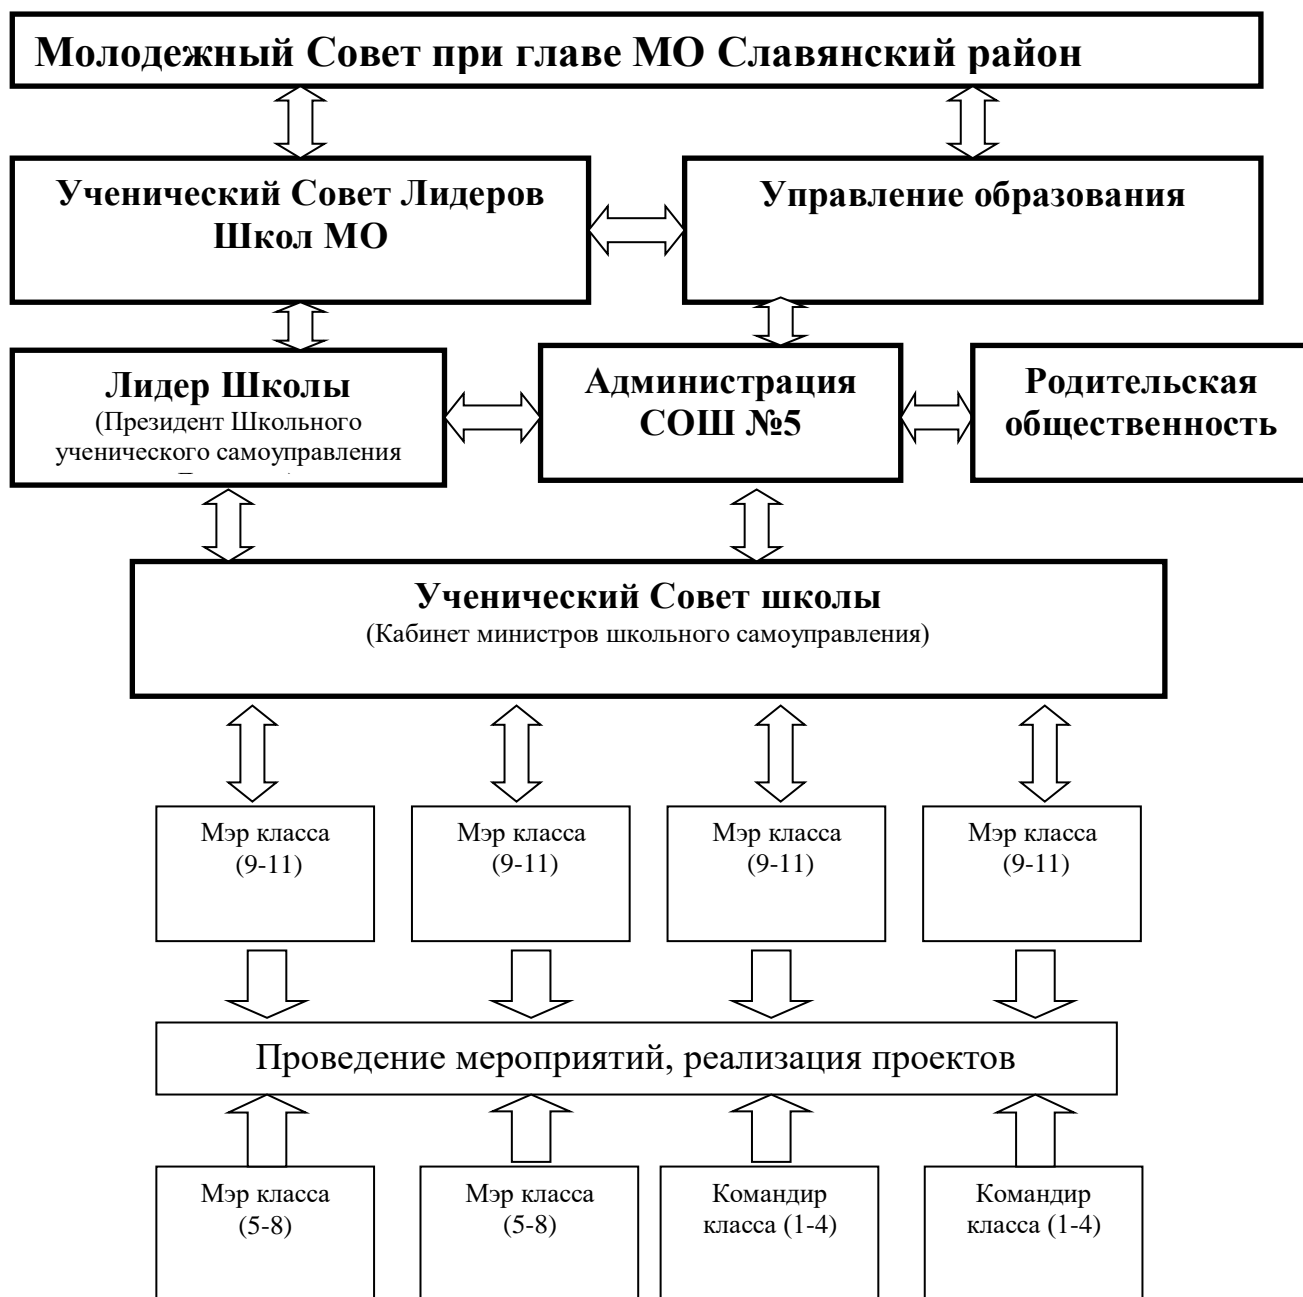 Молодежный Совет при главе МО Славянский район
Ученический Совет Лидеров
Школ МО
Управление образования
Лидер Школы
(Президент Школьного
ученического самоуправления
Администрация
СОШ №5
Родительская
общественность
Ученический Совет школы
(Кабинет министров школьного самоуправления)
Мэр класса
(9-11)
Мэр класса
(9-11)
Мэр класса
(9-11)
Мэр класса
(9-11)
Проведение мероприятий, реализация проектов
Мэр класса
(5-8)
Мэр класса
(5-8)
Командир
класса (1-4)
Командир
класса (1-4)